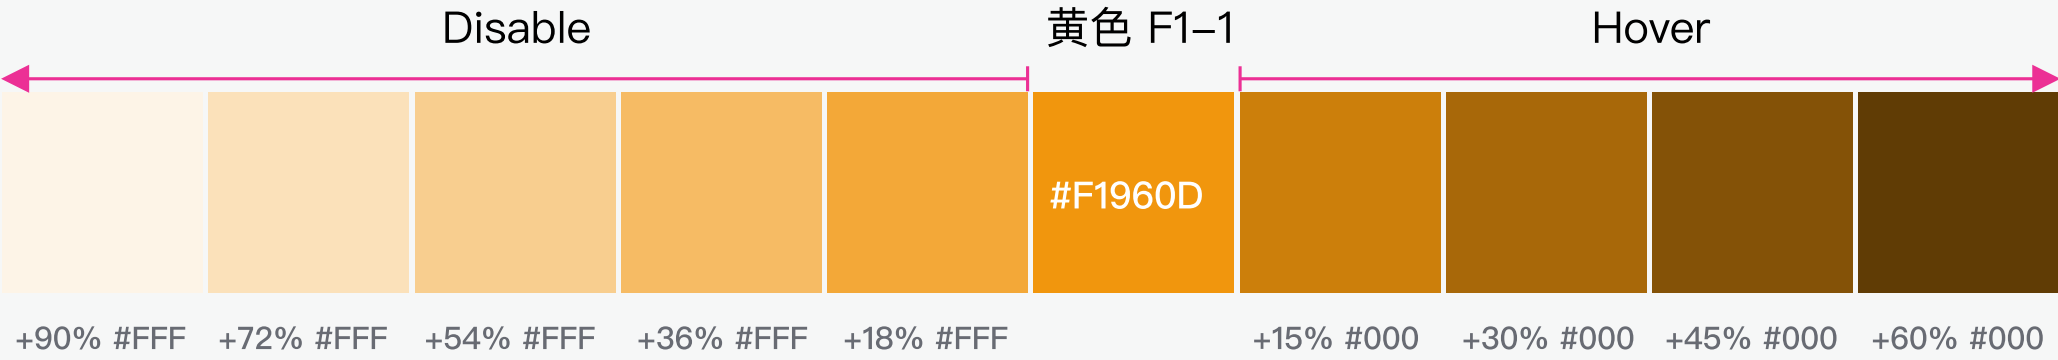 Disable
黄色 F1-1
Hover
#F1960D
+90% #FFF
+72% #FFF
+54% #FFF
+36% #FFF
+18% #FFF
+15% #000
+30% #000
+45% #000
+60% #000